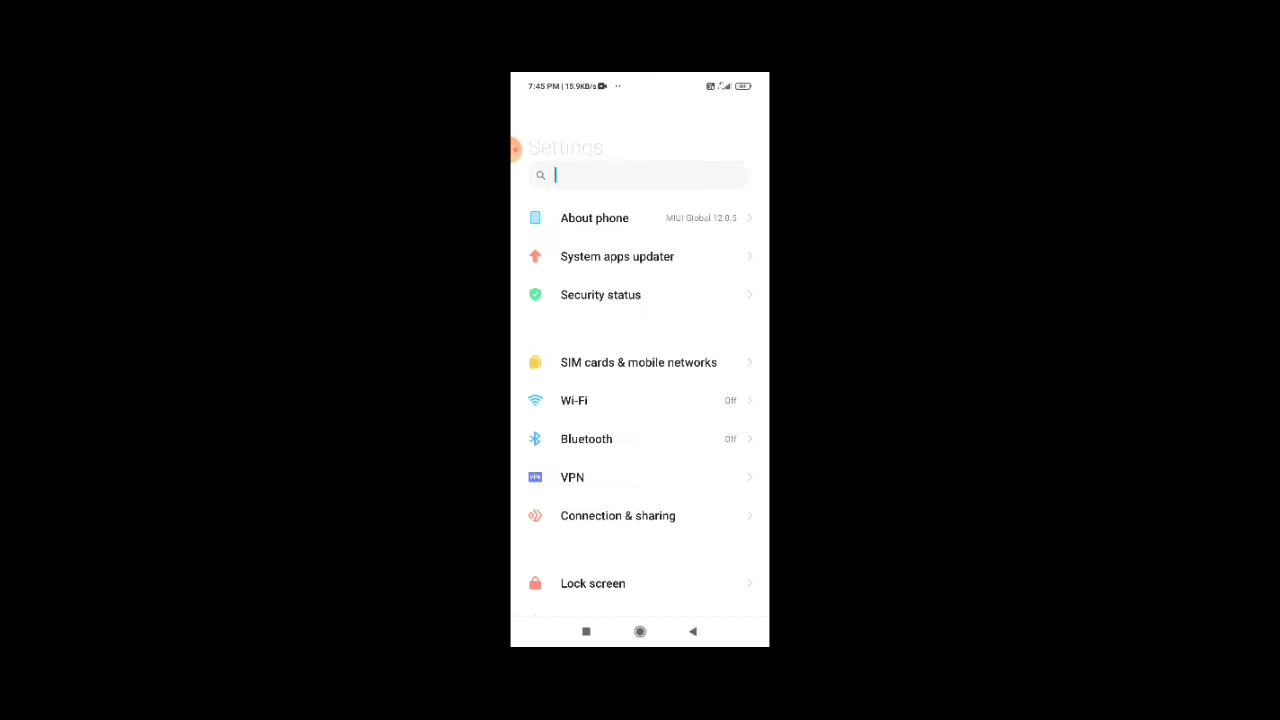 7:45 PM | 15.9KB/s
Settings
About phone MIUI Global 12.0.5
System apps updater
Security status
SIM cards & mobile networks
Wi-Fi Off
Bluetooth Off
VPN VPN
Connection & sharing
Lock screen